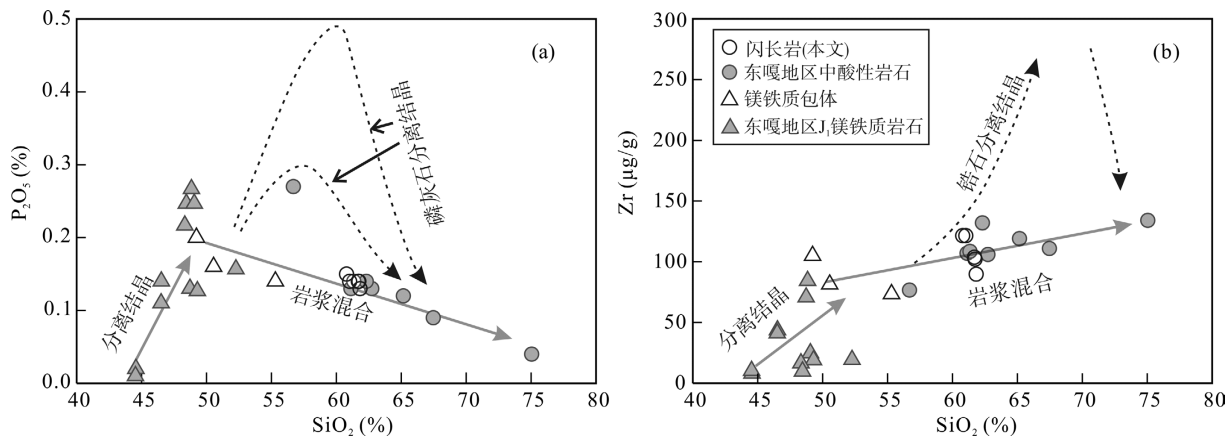 0.5
0.4
0.3
0.2
0.1
0.0
P₂O₅ (%)
40 45 50 55 60 65 70 75 80
SiO₂ (%)
(a)
磷灰石分离结晶
分离结晶
岩浆混合
300
250
200
150
100
50
0
Zr (μg/g)
40 45 50 55 60 65 70 75 80
SiO₂ (%)
(b)
闪长岩(本文)
东嘎地区中酸性岩石
镁铁质包体
东嘎地区J₁镁铁质岩石
锆石分离结晶
分离结晶
岩浆混合